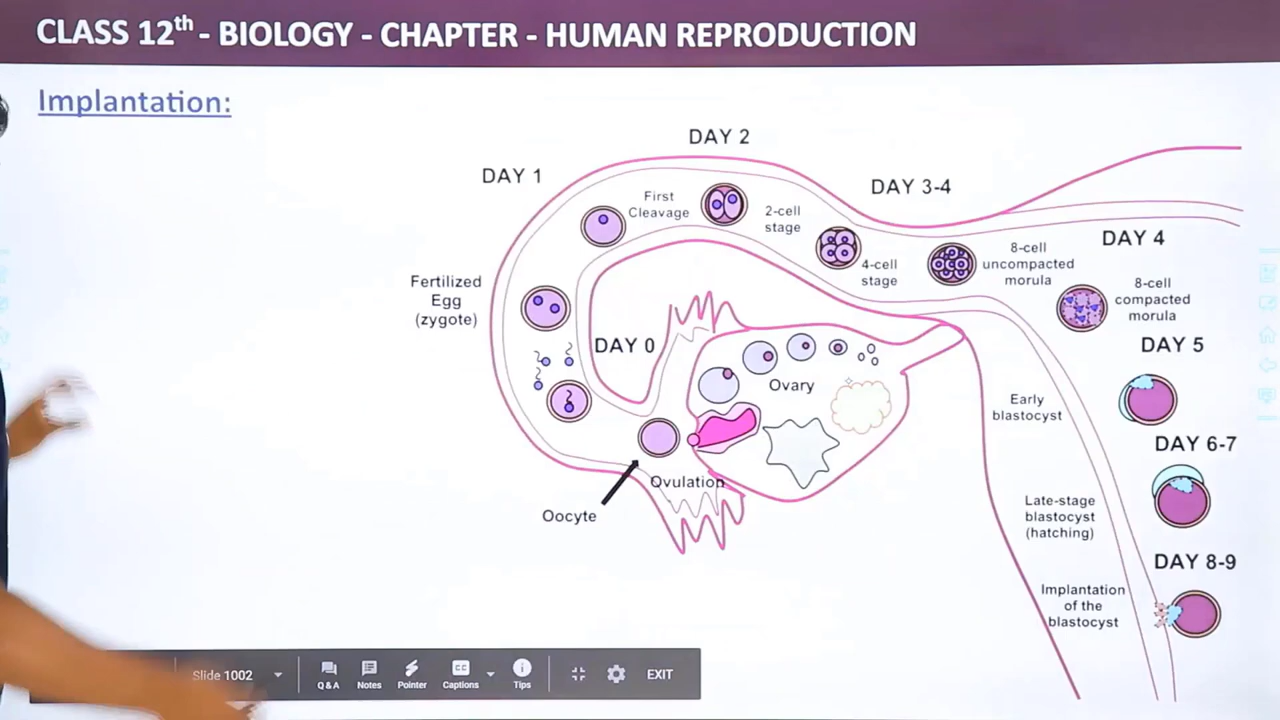 CLASS 12th - BIOLOGY - CHAPTER - HUMAN REPRODUCTION
Implantation:
DAY 2
DAY 1
DAY 3-4
First
Cleavage
2-cell
stage
DAY 4
4-cell
stage
8-cell
uncompacted
morula
Fertilized
Egg
(zygote)
8-cell
compacted
morula
DAY 0
DAY 5
Ovary
Early
blastocyst
DAY 6-7
Ovulation
Oocyte
Late-stage
blastocyst
(hatching)
DAY 8-9
Implantation
of the
blastocyst
Slide 1002
Q & A
Notes
Pointer
CC
Captions
Tips
EXIT